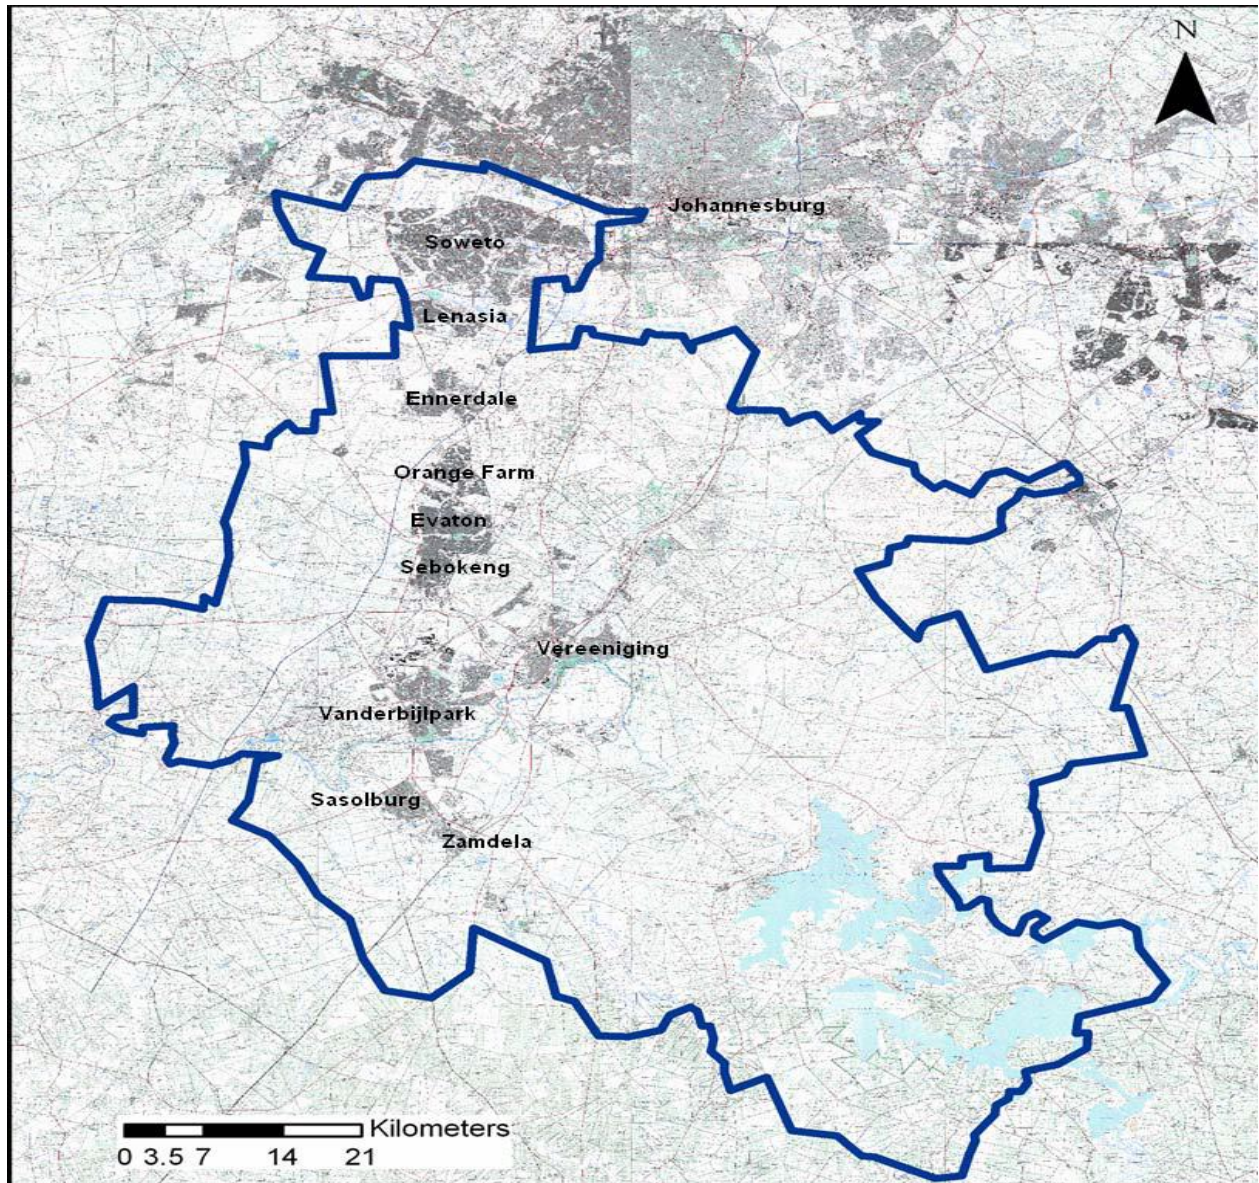 N
Johannesburg
Soweto
Lenasia
Ennerdale
Orange Farm
Evaton
Sebokeng
Vereeniging
Vanderbijlpark
Sasolburg
Zamdela
Kilometers
0 3.5 7 14 21